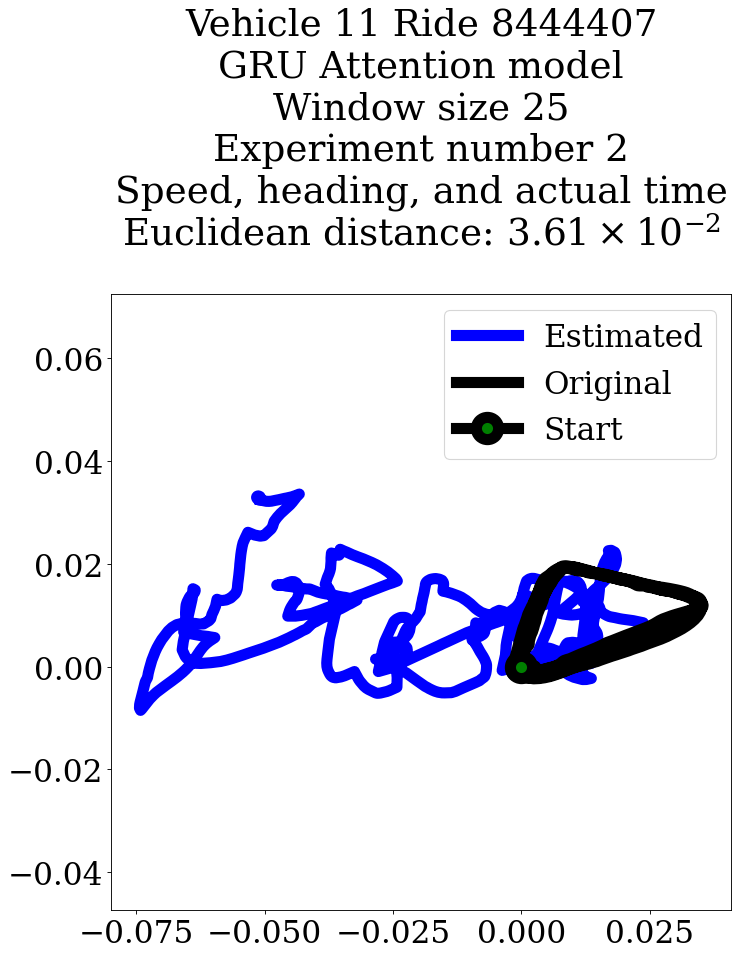 Vehicle 11 Ride 8444407
GRU Attention model
Window size 25
Experiment number 2
Speed, heading, and actual time
Euclidean distance: 3.61 × 10⁻²
Estimated
Original
Start
0.06
0.04
0.02
0.00
−0.02
−0.04
−0.075 −0.050 −0.025 0.000 0.025